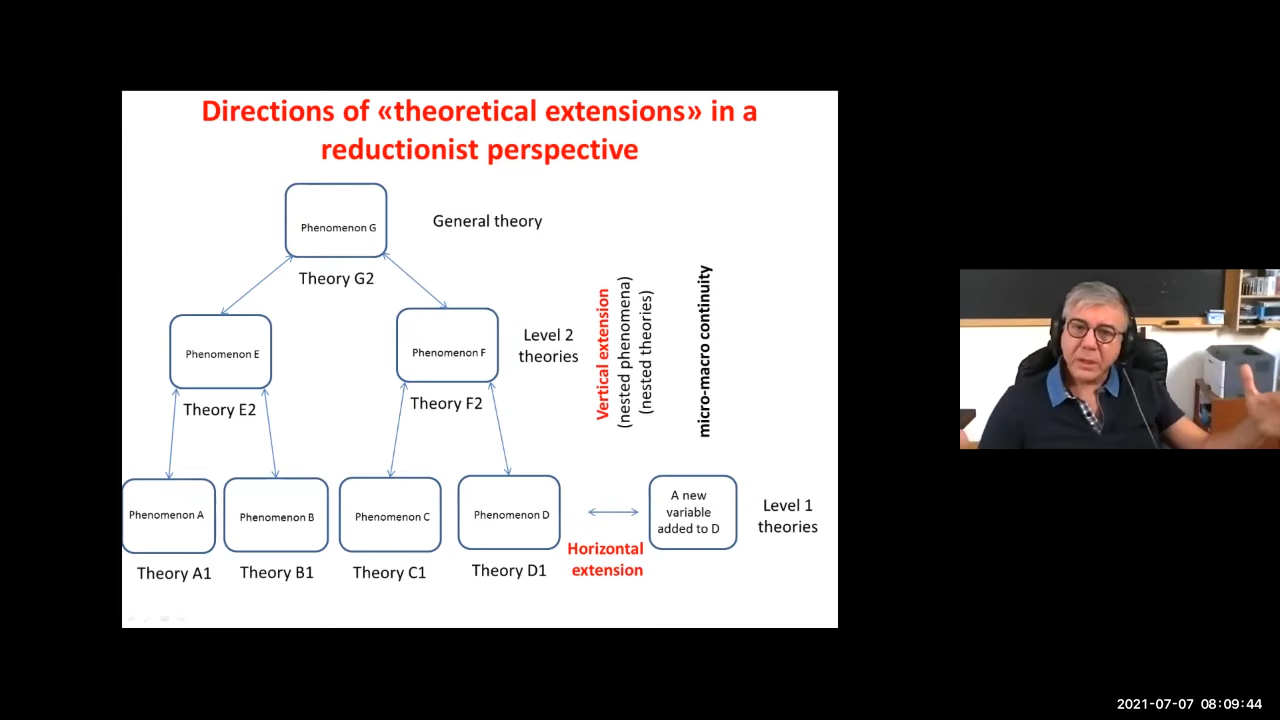 Directions of «theoretical extensions» in a
reductionist perspective
Phenomenon G
General theory
Theory G2
Phenomenon E
Phenomenon F
Level 2
theories
Theory E2
Theory F2
Vertical extension
(nested phenomena)
(nested theories)
micro-macro continuity
Phenomenon A
Phenomenon B
Phenomenon C
Phenomenon D
A new
variable
added to D
Level 1
theories
Horizontal
extension
Theory A1
Theory B1
Theory C1
Theory D1
2021-07-07 08:09:44